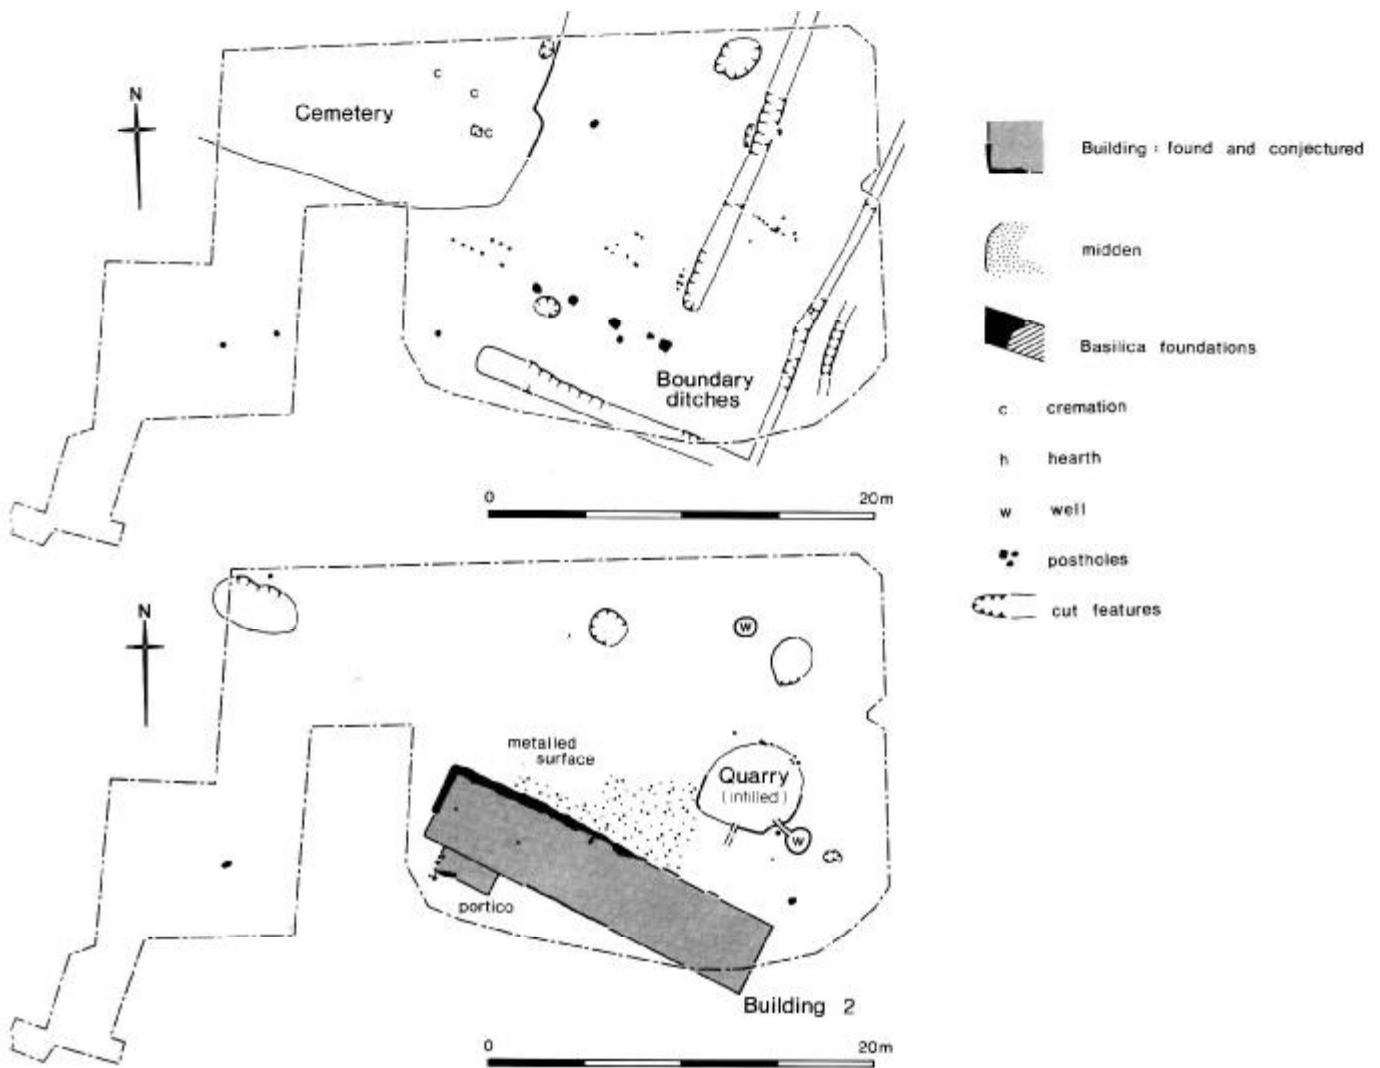 N
Cemetery
c
c
c
Boundary
ditches
0 20m
Building : found and conjectured
midden
Basilica foundations
c cremation
h hearth
w well
postholes
cut features
N
w
metalled
surface
Quarry
(infilled)
w
portico
Building 2
0 20m